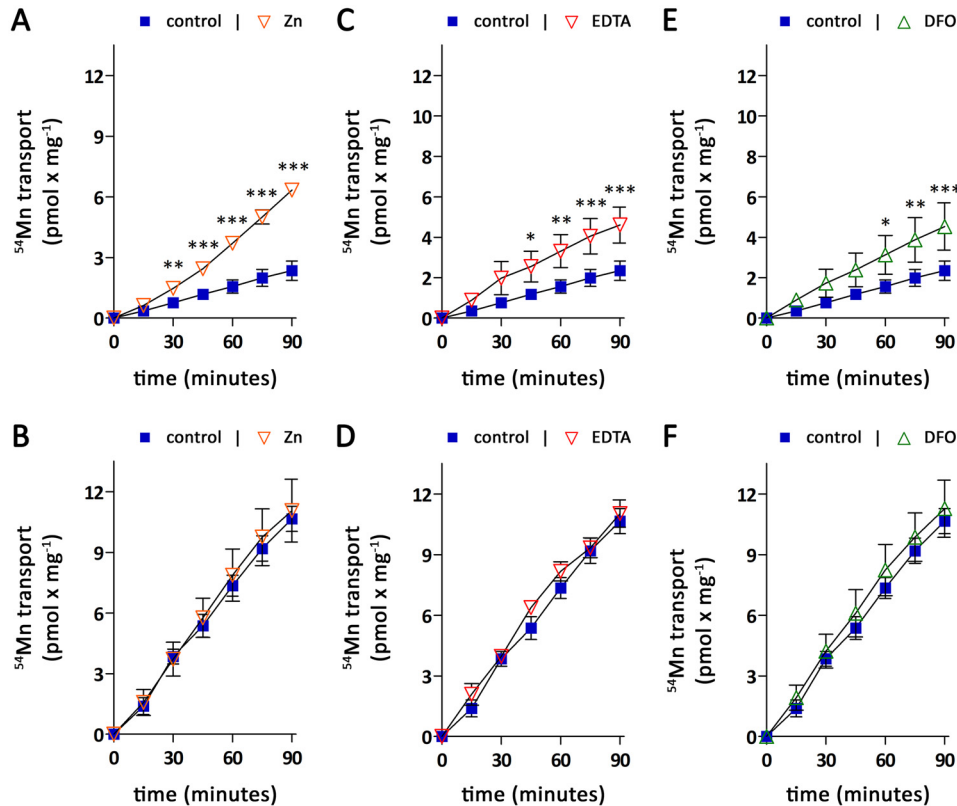 A
control | Zn
⁵⁴Mn transport
(pmol x mg⁻¹)
12
9
6
3
0
**
***
***
***
***
0 30 60 90
time (minutes)
C
control | EDTA
⁵⁴Mn transport
(pmol x mg⁻¹)
12
10
8
6
4
2
0
*
**
***
***
0 30 60 90
time (minutes)
E
control | DFO
⁵⁴Mn transport
(pmol x mg⁻¹)
12
10
8
6
4
2
0
*
**
***
0 30 60 90
time (minutes)
B
control | Zn
⁵⁴Mn transport
(pmol x mg⁻¹)
12
9
6
3
0
0 30 60 90
time (minutes)
D
control | EDTA
⁵⁴Mn transport
(pmol x mg⁻¹)
12
9
6
3
0
0 30 60 90
time (minutes)
F
control | DFO
⁵⁴Mn transport
(pmol x mg⁻¹)
12
9
6
3
0
0 30 60 90
time (minutes)